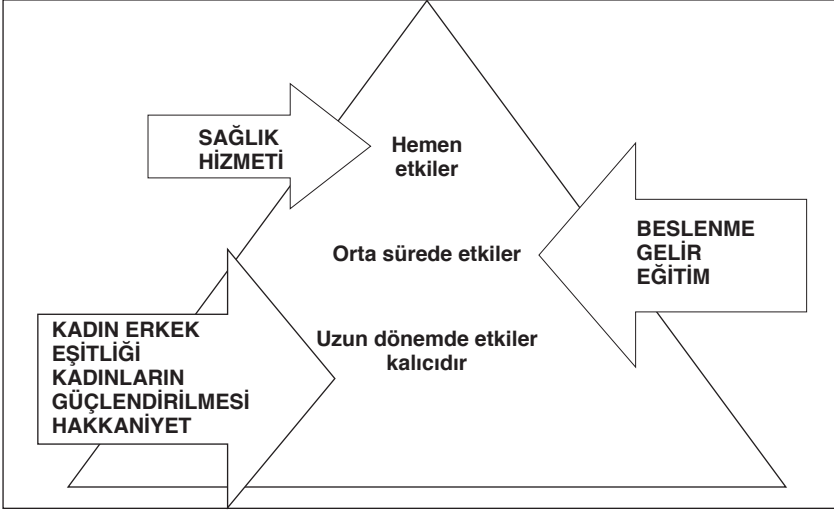 SAĞLIK
HİZMETİ
Hemen
etkiler
BESLENME
GELİR
EĞİTİM
Orta sürede etkiler
KADIN ERKEK
EŞİTLİĞİ
KADINLARIN
GÜÇLENDİRİLMESİ
HAKKANİYET
Uzun dönemde etkiler
kalıcıdır